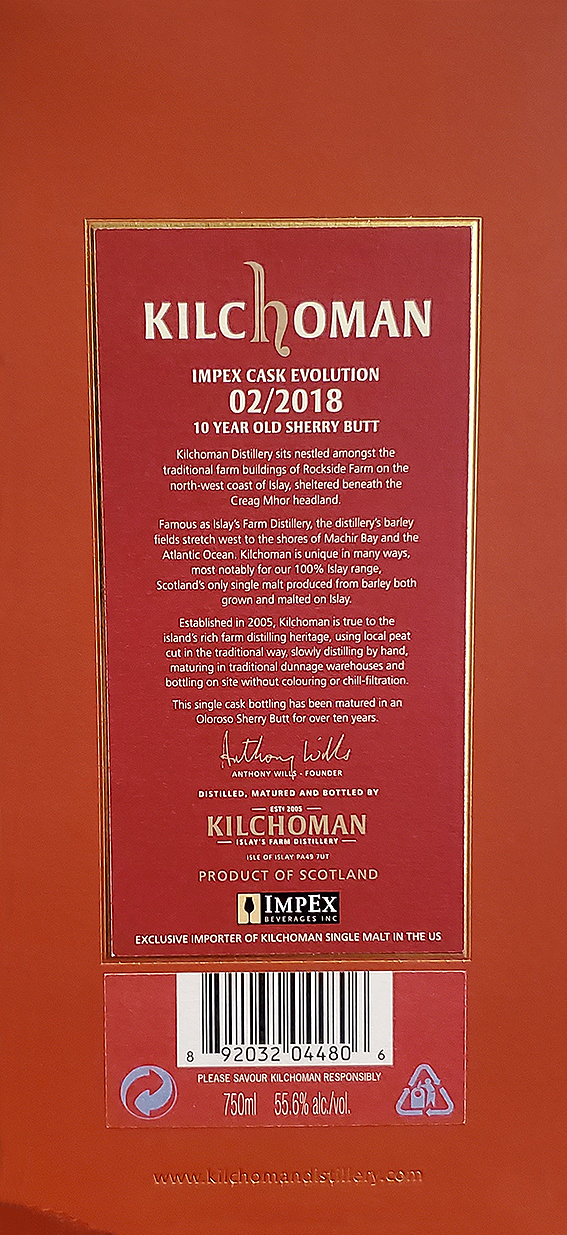 KILCHOMAN
IMPEX CASK EVOLUTION
02/2018
10 YEAR OLD SHERRY BUTT
Kilchoman Distillery sits nestled amongst the
traditional farm buildings of Rockside Farm on the
north-west coast of Islay, sheltered beneath the
Creag Mhor headland.
Famous as Islay's Farm Distillery, the distillery's barley
fields stretch west to the shores of Machir Bay and the
Atlantic Ocean. Kilchoman is unique in many ways,
most notably for our 100% Islay range,
Scotland's only single malt produced from barley both
grown and malted on Islay.
Established in 2005, Kilchoman is true to the
island's rich farm distilling heritage, using local peat
cut in the traditional way, slowly distilling by hand,
maturing in traditional dunnage warehouses and
bottling on site without colouring or chill-filtration.
This single cask bottling has been matured in an
Oloroso Sherry Butt for over ten years.
Anthony Wills
ANTHONY WILLS - FOUNDER
DISTILLED, MATURED AND BOTTLED BY
ESTD 2005
KILCHOMAN
ISLAY'S FARM DISTILLERY
ISLE OF ISLAY PA49 7UT
PRODUCT OF SCOTLAND
IMPEX
BEVERAGES INC
EXCLUSIVE IMPORTER OF KILCHOMAN SINGLE MALT IN THE US
8 92032 04480 6
PLEASE SAVOUR KILCHOMAN RESPONSIBLY
750ml 55.6% alc./vol.
www.kilchomandistillery.com